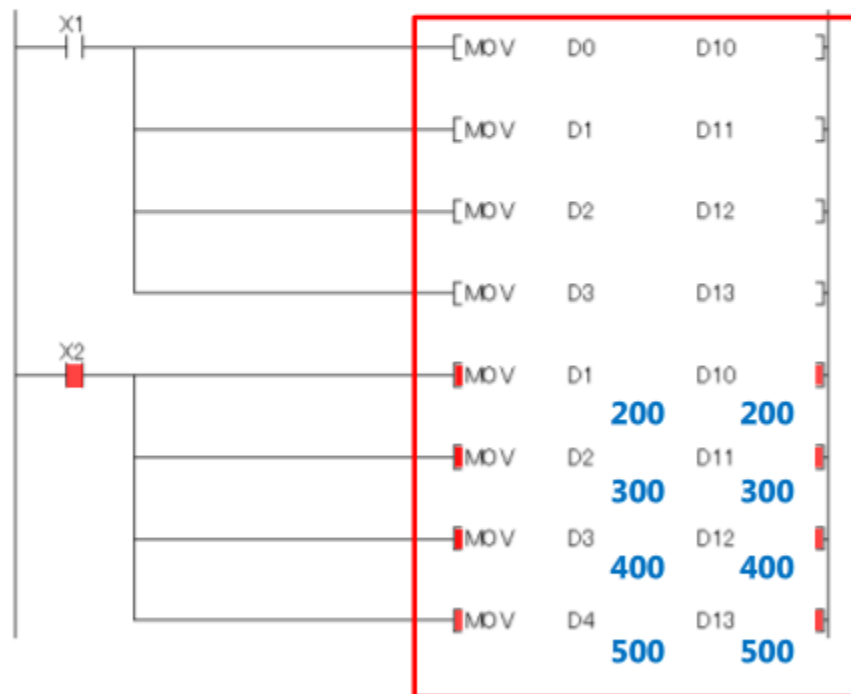 X1
MOV D0 D10
MOV D1 D11
MOV D2 D12
MOV D3 D13
X2
MOV D1 D10
200 200
MOV D2 D11
300 300
MOV D3 D12
400 400
MOV D4 D13
500 500